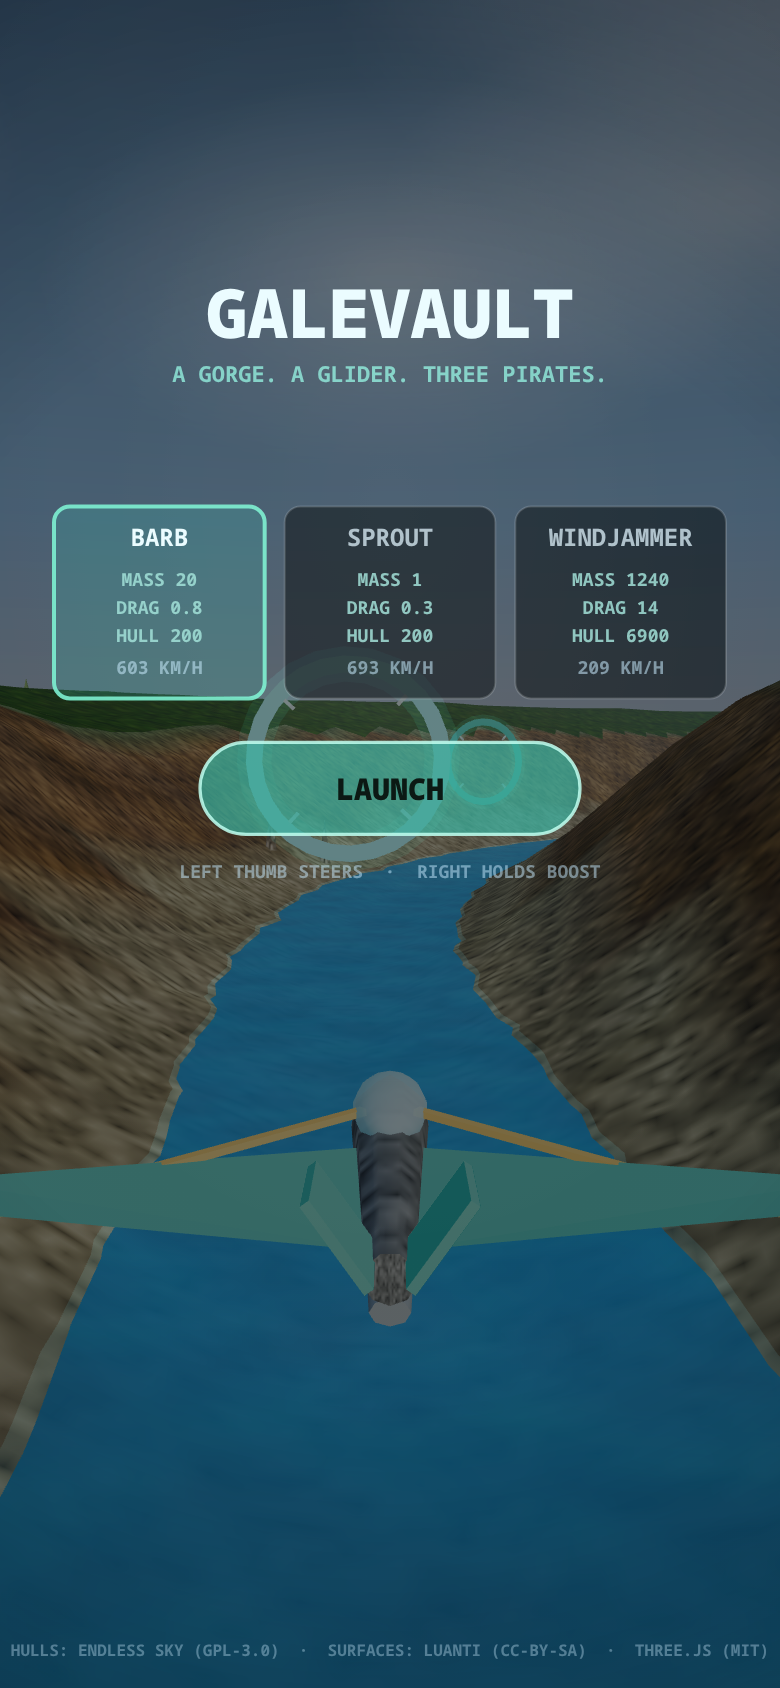 GALEVAULT
A GORGE. A GLIDER. THREE PIRATES.
BARB
MASS 20
DRAG 0.8
HULL 200
603 KM/H
SPROUT
MASS 1
DRAG 0.3
HULL 200
693 KM/H
WINDJAMMER
MASS 1240
DRAG 14
HULL 6900
209 KM/H
LAUNCH
LEFT THUMB STEERS · RIGHT HOLDS BOOST
HULLS: ENDLESS SKY (GPL-3.0) · SURFACES: LUANTI (CC-BY-SA) · THREE.JS (MIT)